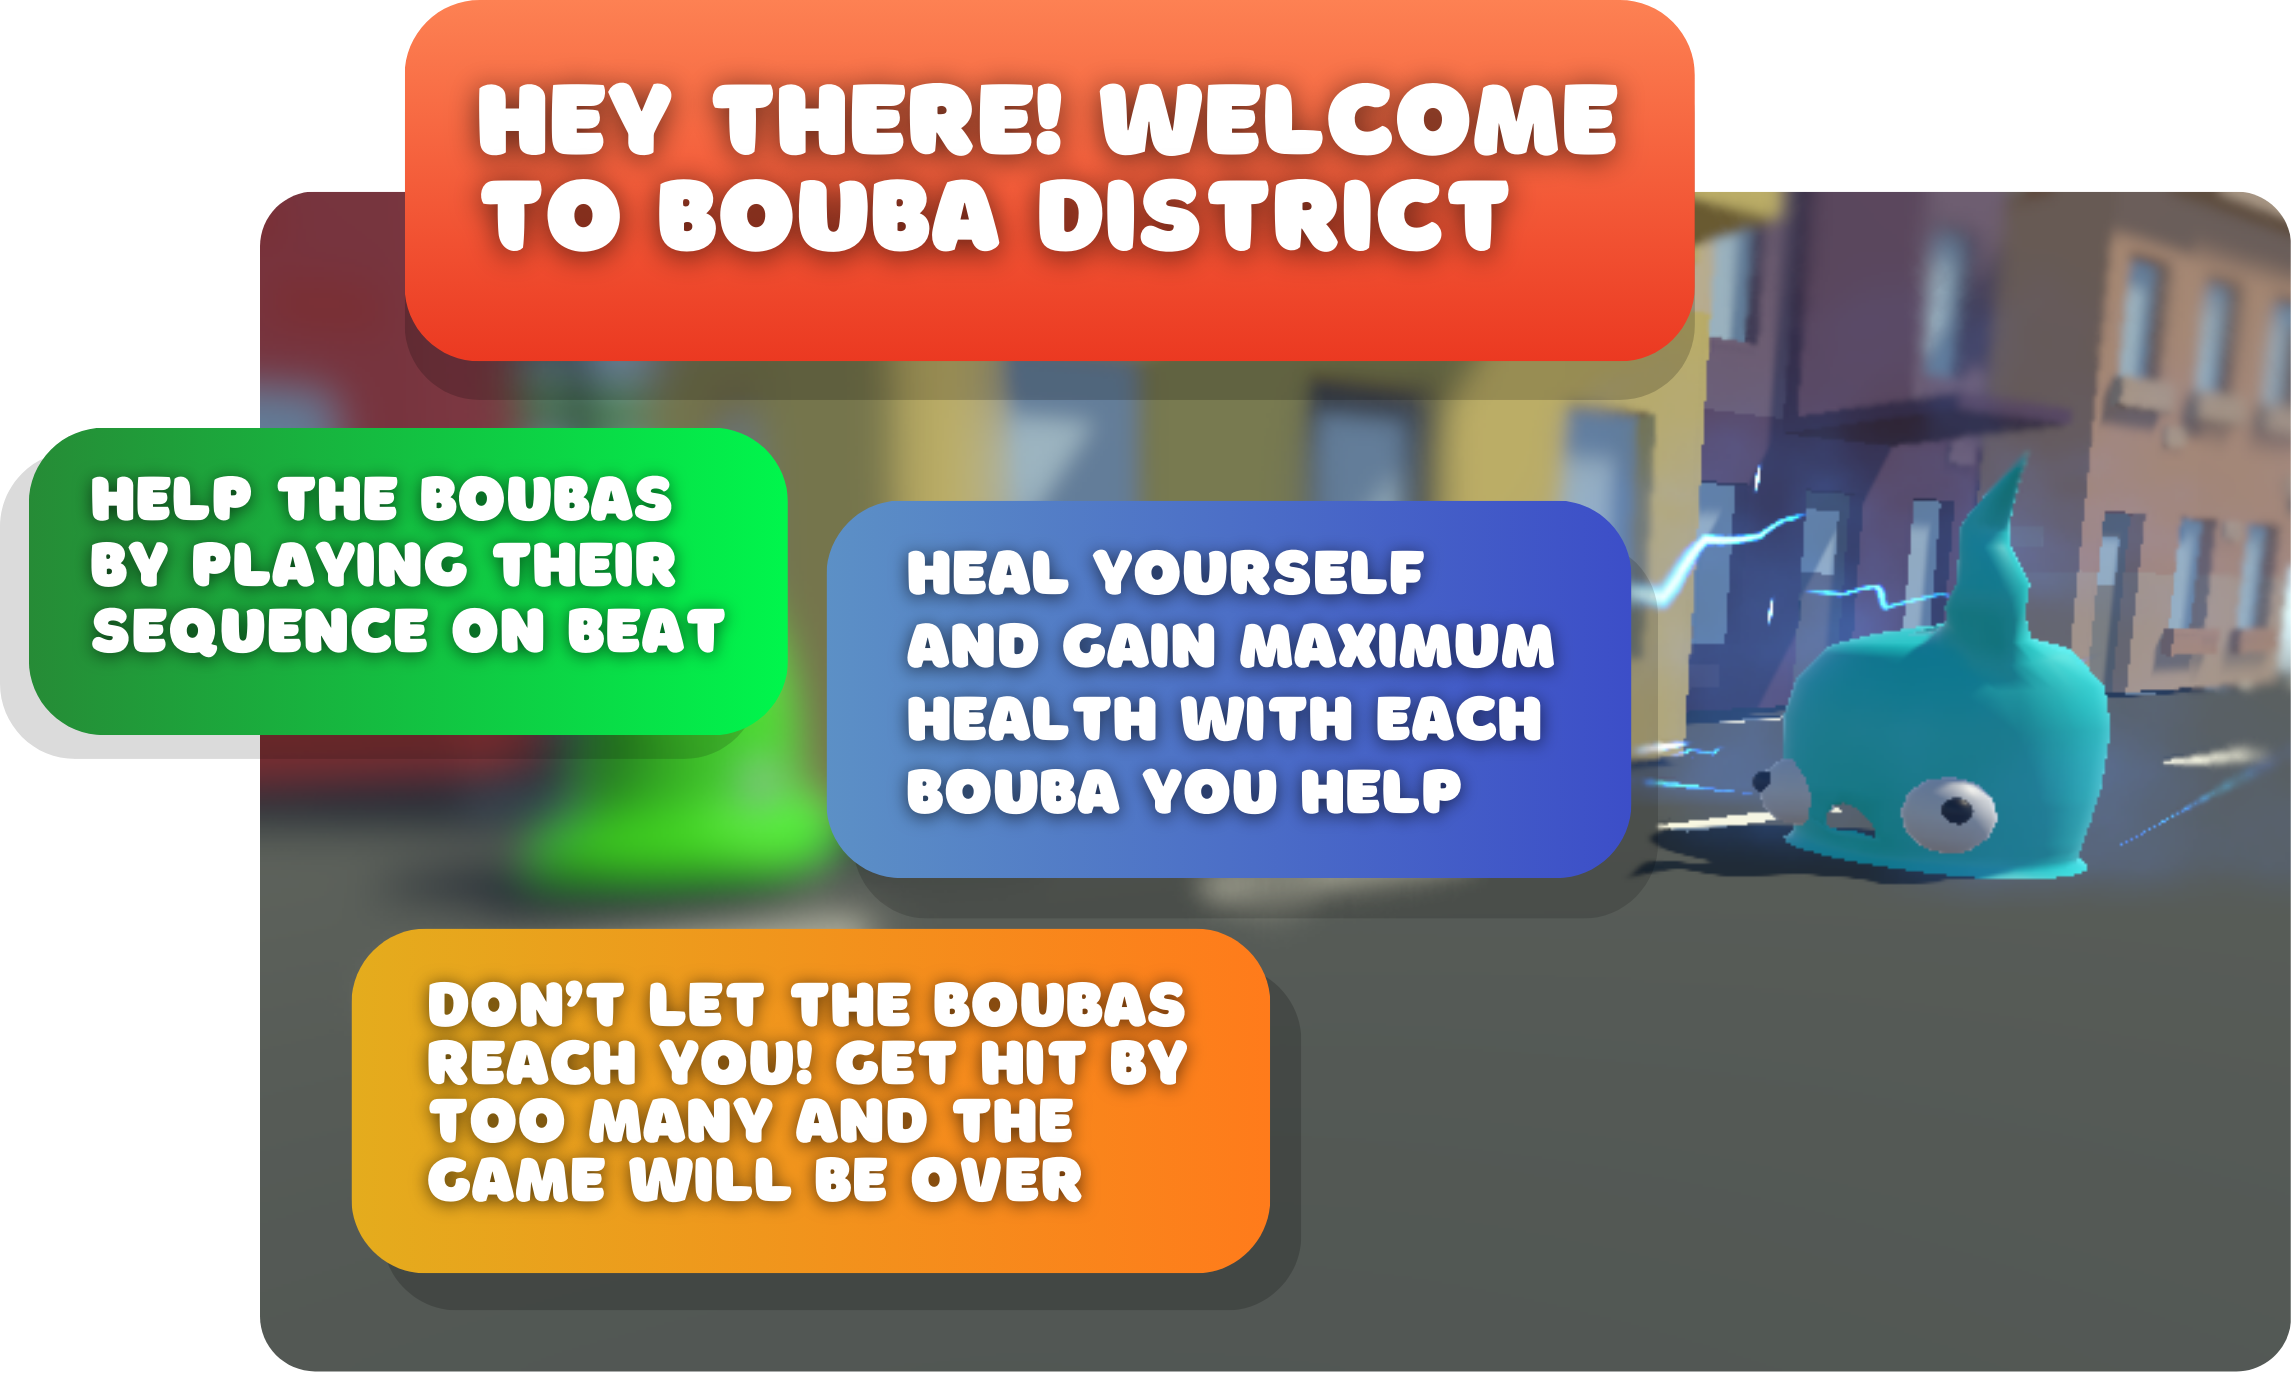 HEY THERE! WELCOME
TO BOUBA DISTRICT
HELP THE BOUBAS
BY PLAYING THEIR
SEQUENCE ON BEAT
HEAL YOURSELF
AND GAIN MAXIMUM
HEALTH WITH EACH
BOUBA YOU HELP
DON’T LET THE BOUBAS
REACH YOU! GET HIT BY
TOO MANY AND THE
GAME WILL BE OVER